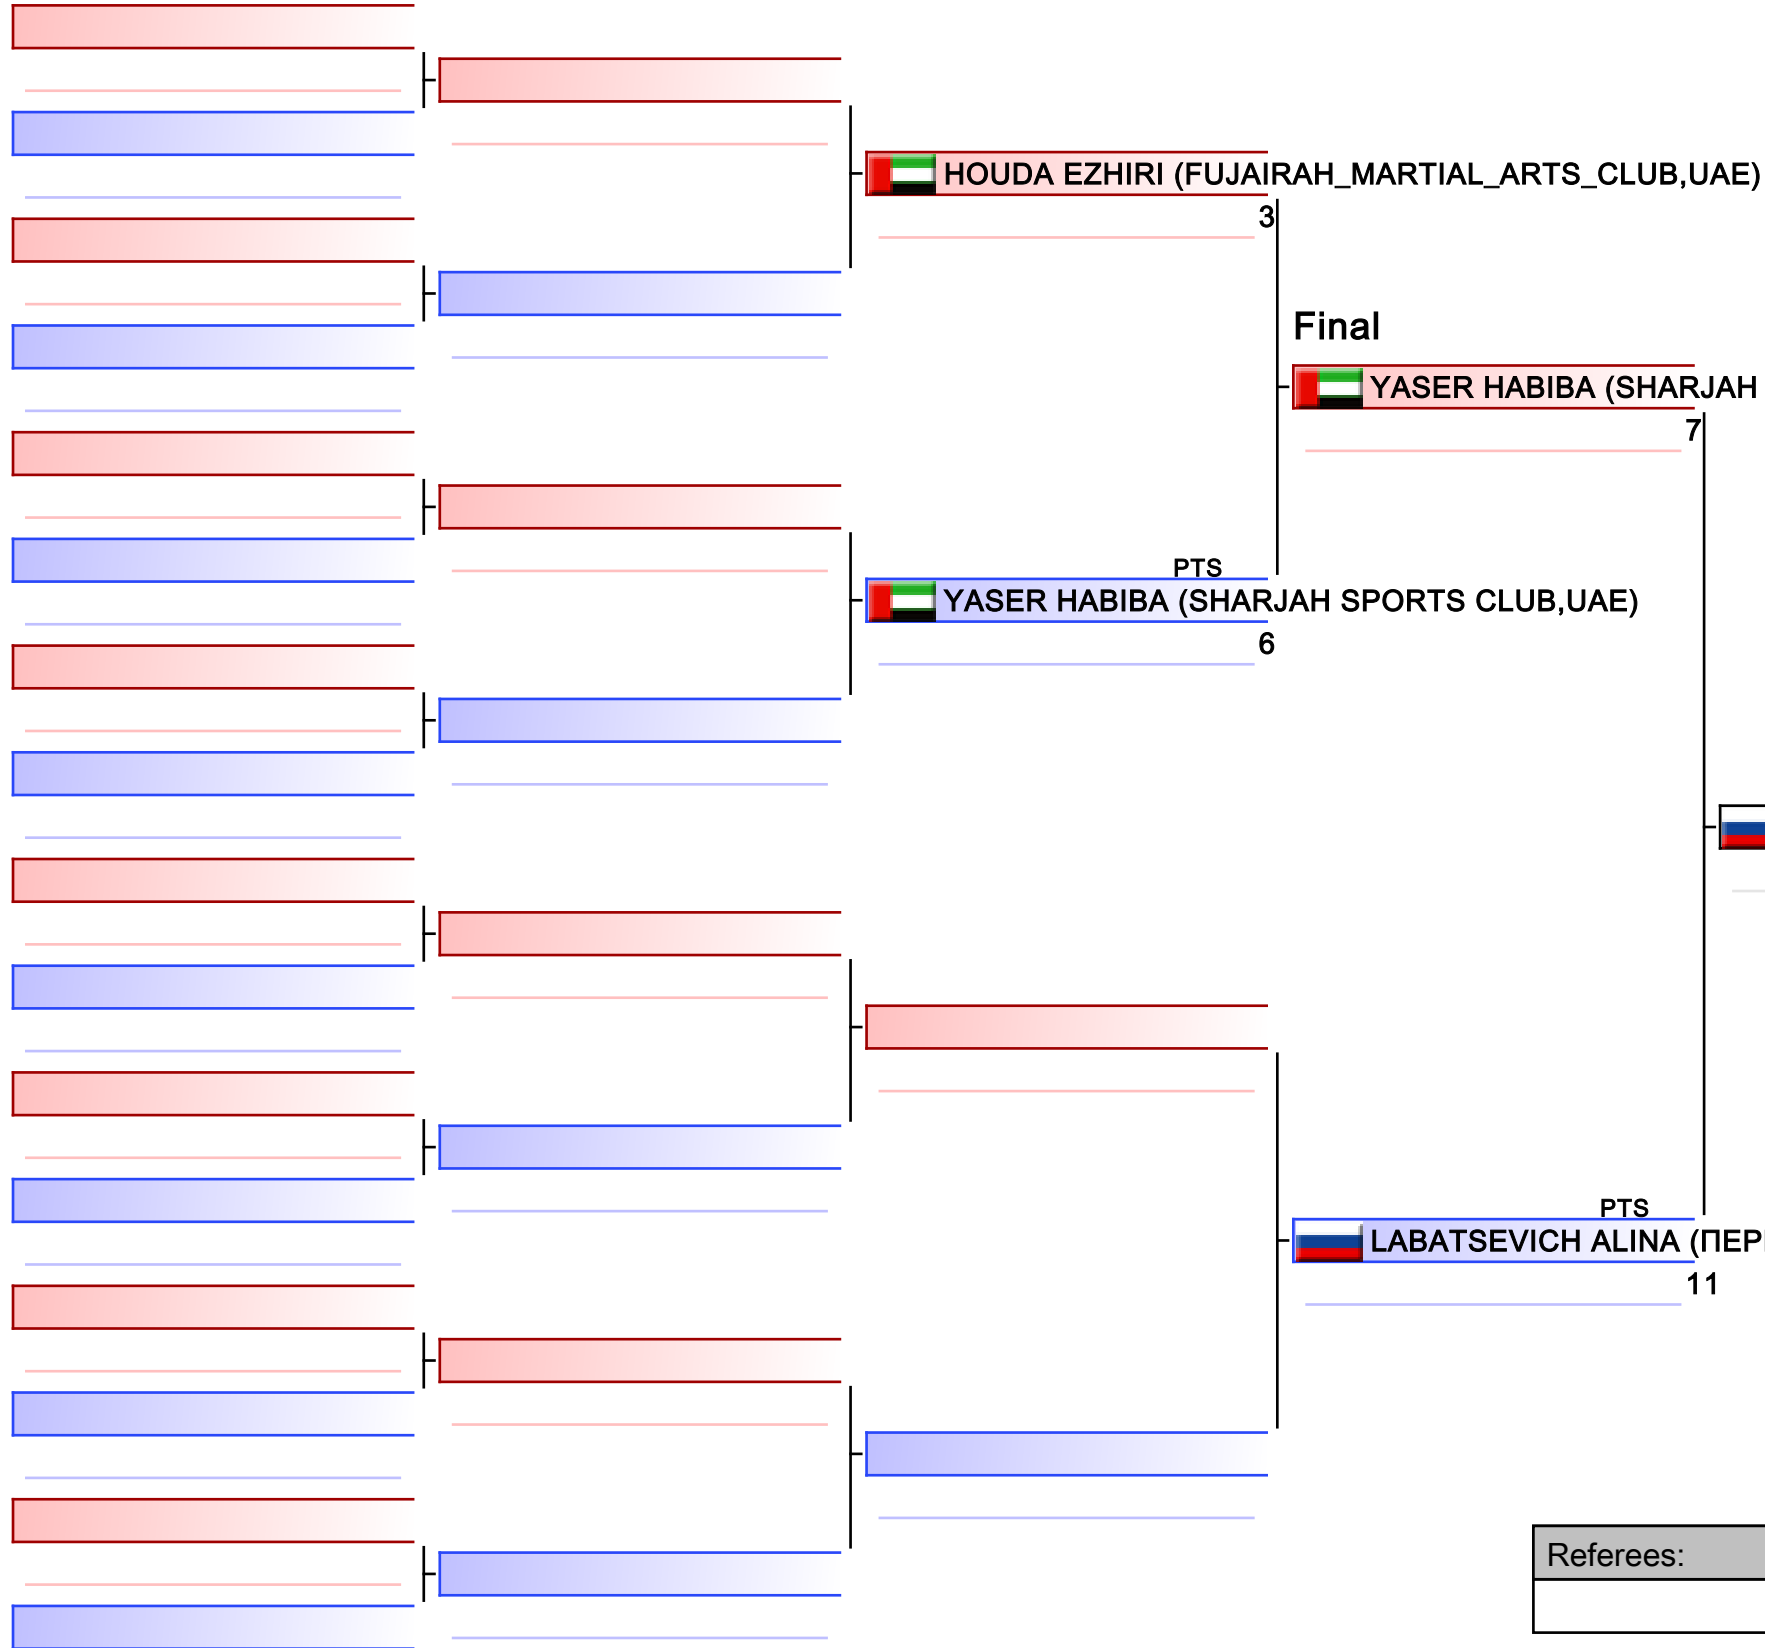 HOUDA EZHIRI (FUJAIRAH_MARTIAL_ARTS_CLUB,UAE)
3
Final
YASER HABIBA (SHARJAH
7
PTS
YASER HABIBA (SHARJAH SPORTS CLUB,UAE)
6
PTS
LABATSEVICH ALINA (ПЕР
11
Referees: